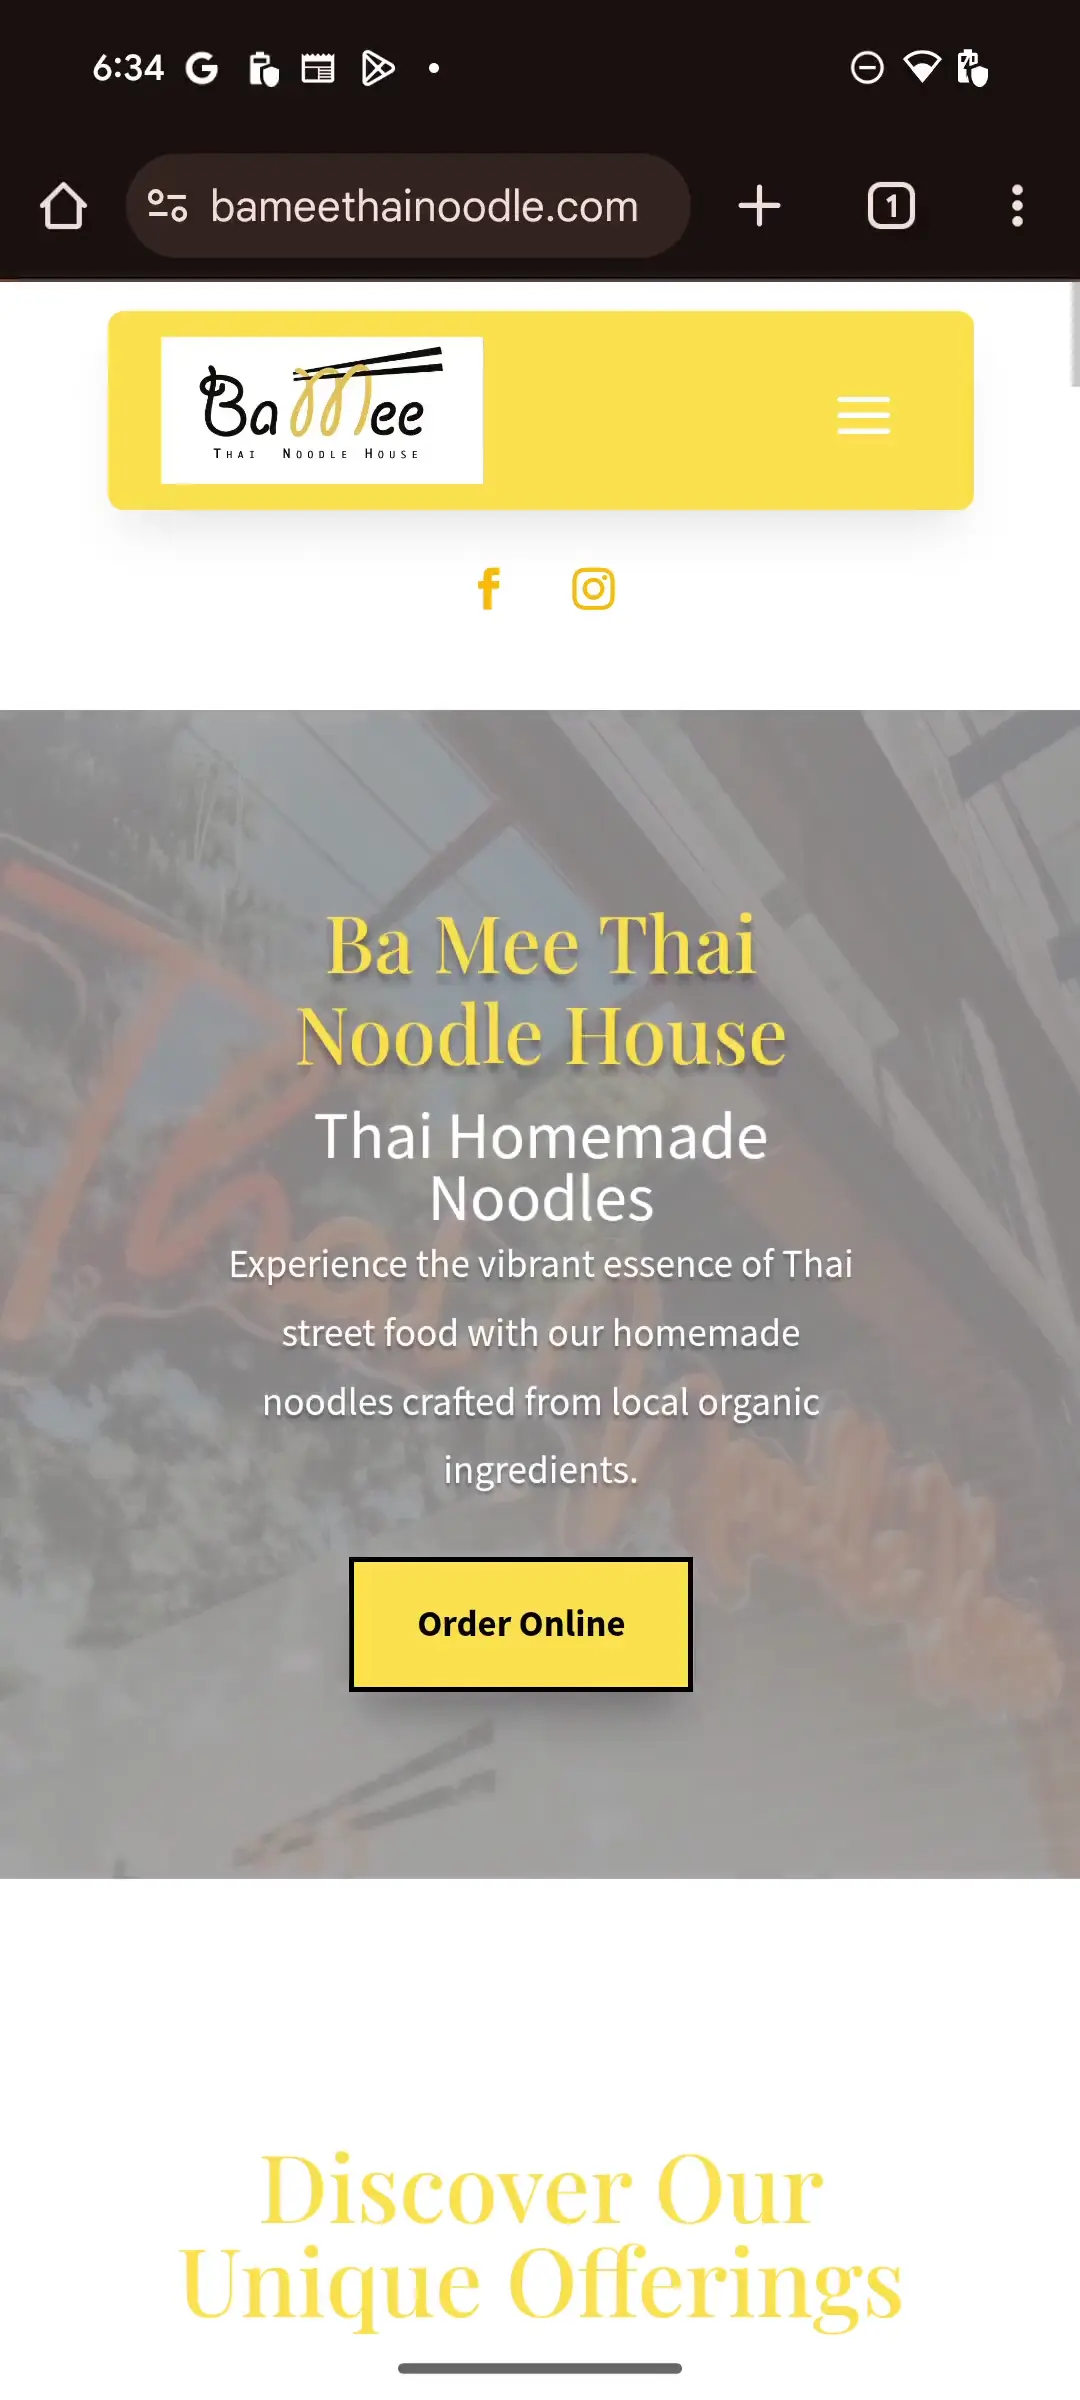 6:34
bameethainoodle.com
1
Ba Mee
Thai Noodle House
Ba Mee Thai
Noodle House
Thai Homemade
Noodles
Experience the vibrant essence of Thai
street food with our homemade
noodles crafted from local organic
ingredients.
Order Online
Discover Our
Unique Offerings